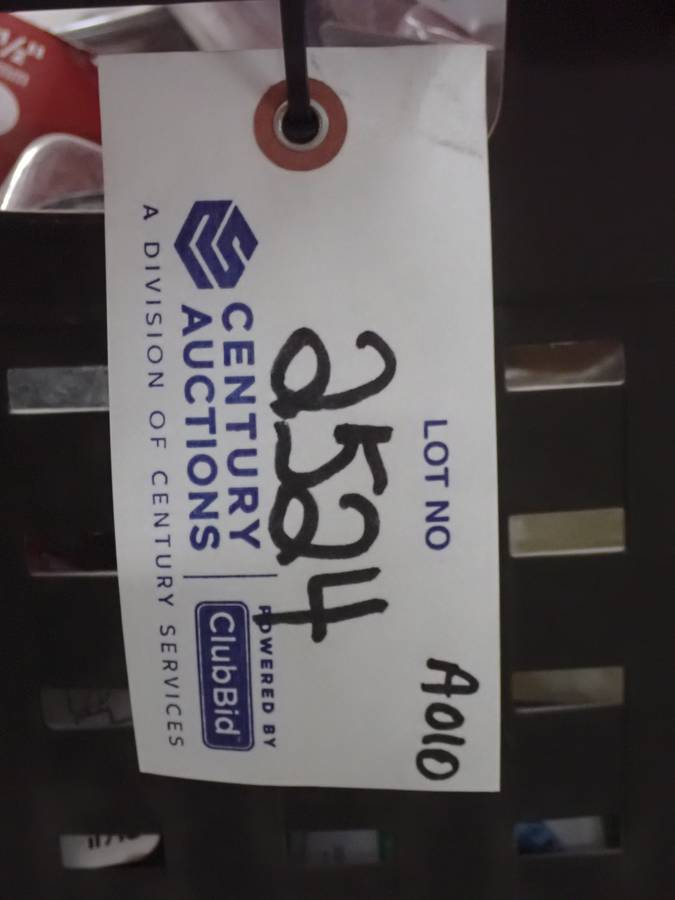 LOT NO
A010
2524
CENTURY
AUCTIONS
POWERED BY
ClubBid
A DIVISION OF CENTURY SERVICES